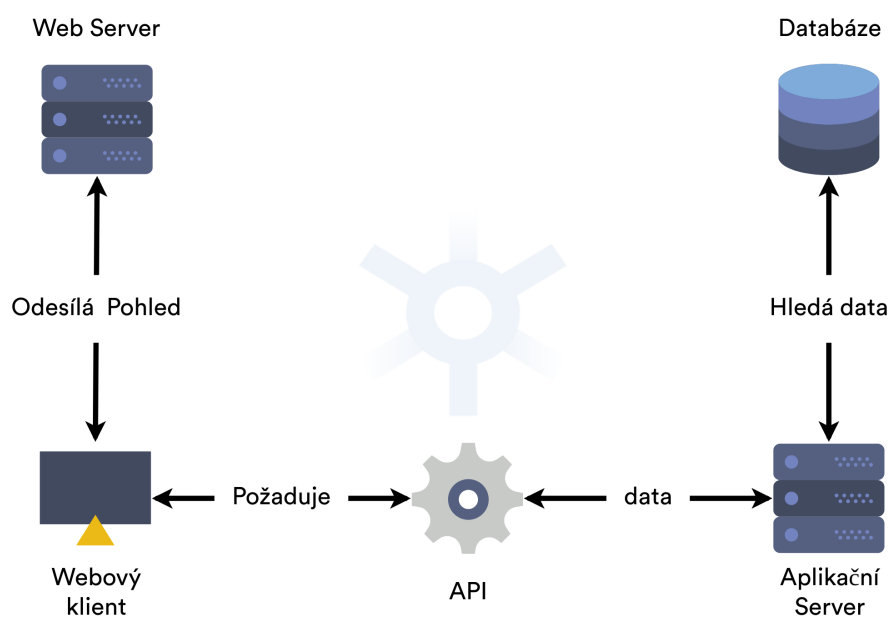 Web Server
Databáze
Odesílá Pohled
Hledá data
Požaduje
data
Webový
klient
API
Aplikační
Server